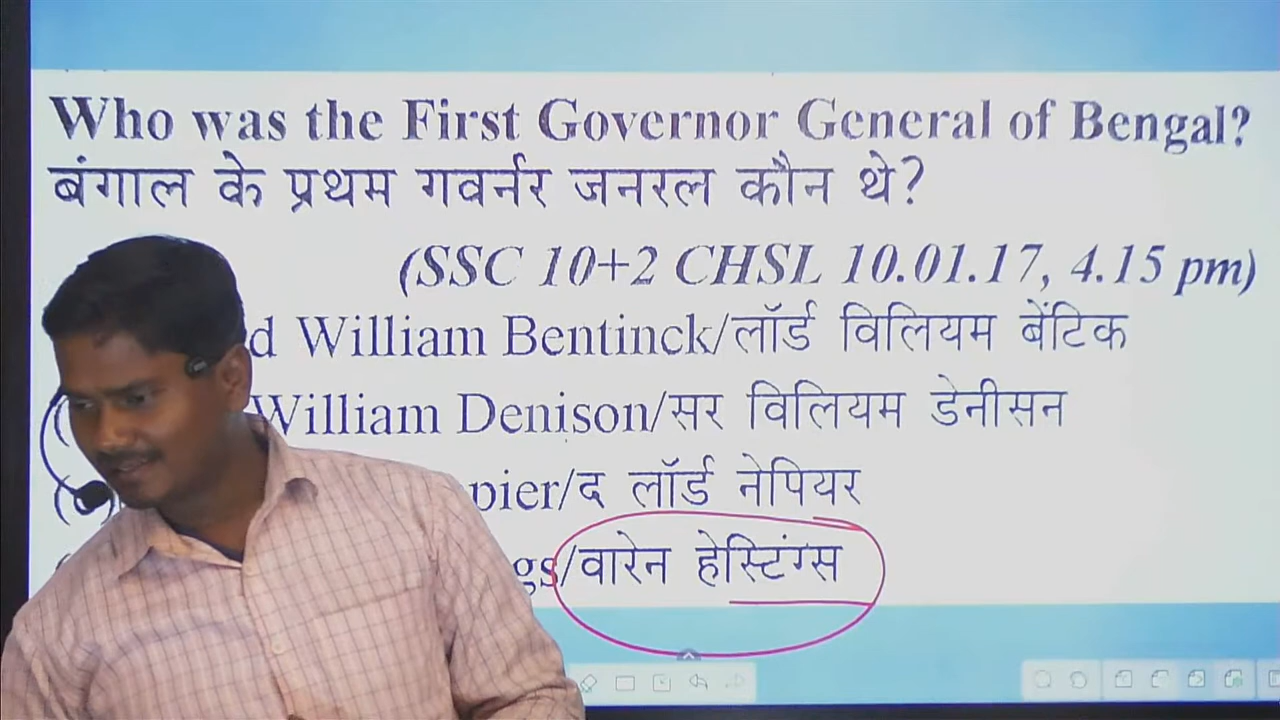 Who was the First Governor General of Bengal?
बंगाल के प्रथम गवर्नर जनरल कौन थे?
(SSC 10+2 CHSL 10.01.17, 4.15 pm)
d William Bentinck/लॉर्ड विलियम बेंटिक
William Denison/सर विलियम डेनीसन
pier/द लॉर्ड नेपियर
gs/वारेन हेस्टिंग्स